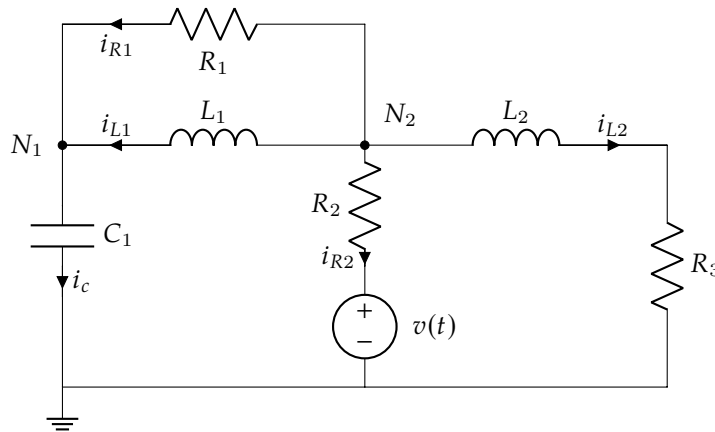 i_{R1}
R_1
L_1
i_{L1}
N_1
N_2
L_2
i_{L2}
R_2
C_1
i_c
i_{R2}
R_3
+
v(t)
−